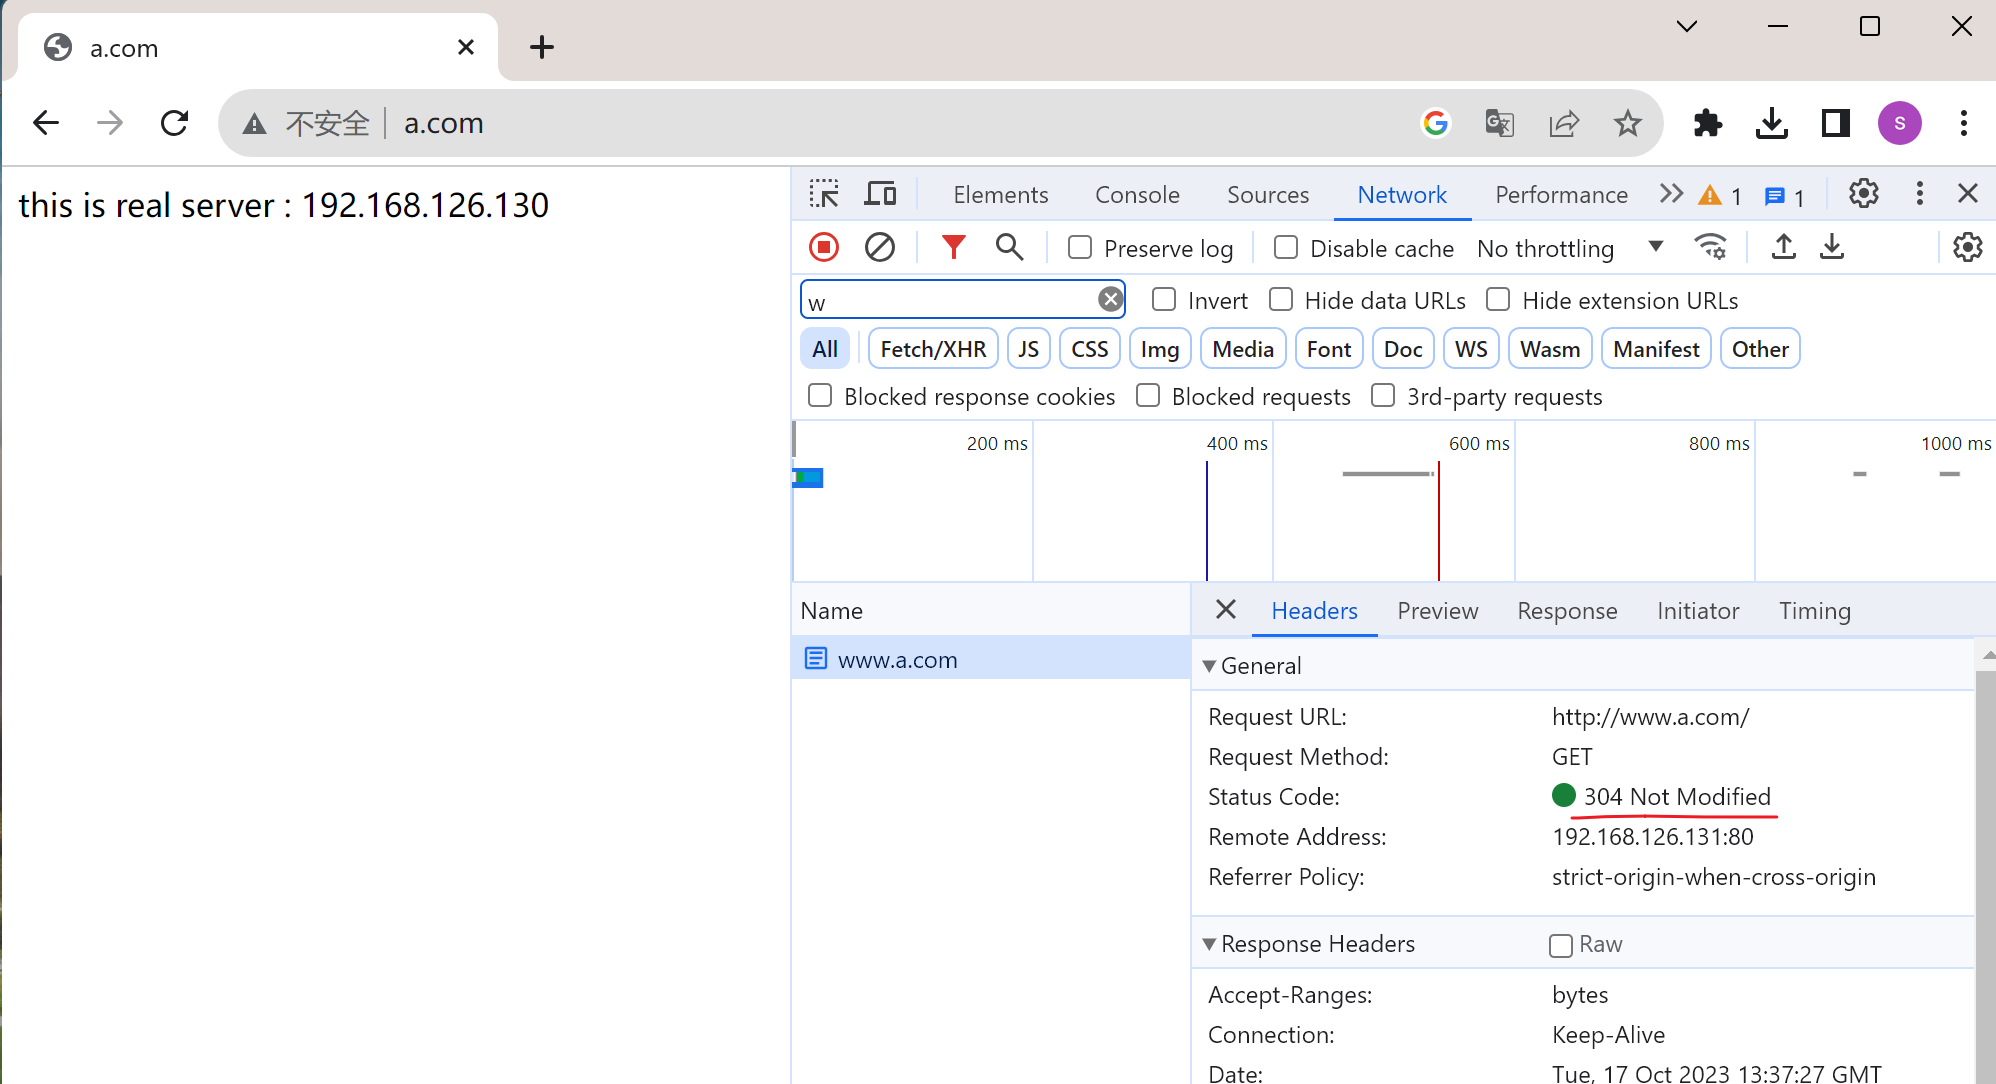 a.com
不安全 a.com
S
this is real server : 192.168.126.130
Elements Console Sources Network Performance 1 1
Preserve log Disable cache No throttling
w Invert Hide data URLs Hide extension URLs
All Fetch/XHR JS CSS Img Media Font Doc WS Wasm Manifest Other
Blocked response cookies Blocked requests 3rd-party requests
200 ms 400 ms 600 ms 800 ms 1000 ms
Name
www.a.com
Headers Preview Response Initiator Timing
General
Request URL: http://www.a.com/
Request Method: GET
Status Code: 304 Not Modified
Remote Address: 192.168.126.131:80
Referrer Policy: strict-origin-when-cross-origin
Response Headers Raw
Accept-Ranges: bytes
Connection: Keep-Alive
Date: Tue, 17 Oct 2023 13:37:27 GMT